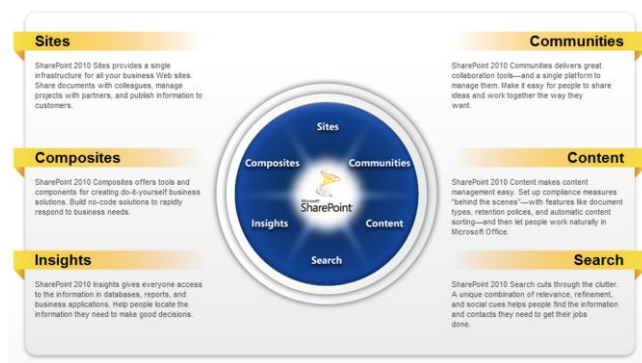 Sites
SharePoint 2010 Sites provides a single
infrastructure for all your business Web sites.
Share documents with colleagues, manage
projects with partners, and publish information to
customers.
Composites
SharePoint 2010 Composites offers tools and
components for creating do-it-yourself business
solutions. Build no-code solutions to rapidly
respond to business needs.
Insights
SharePoint 2010 Insights gives everyone access
to the information in databases, reports, and
business applications. Help people locate the
information they need to make good decisions.
Sites
Composites
Communities
Microsoft
SharePoint
Insights
Content
Search
Communities
SharePoint 2010 Communities delivers great
collaboration tools—and a single platform to
manage them. Make it easy for people to share
ideas and work together the way they
want.
Content
SharePoint 2010 Content makes content
management easy. Set up compliance measures
"behind the scenes"—with features like document
types, retention polices, and automatic content
sorting—and then let people work naturally in
Microsoft Office.
Search
SharePoint 2010 Search cuts through the clutter.
A unique combination of relevance, refinement,
and social cues helps people find the information
and contacts they need to get their jobs
done.